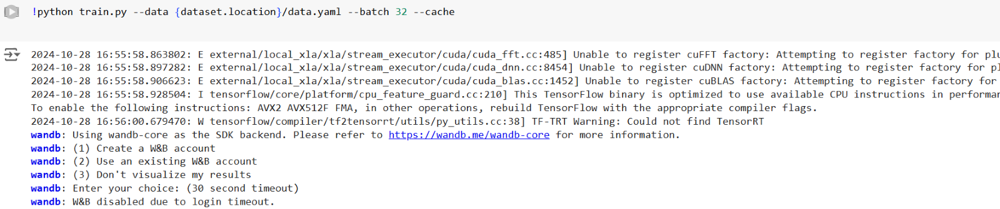 !python train.py --data {dataset.location}/data.yaml --batch 32 --cache
2024-10-28 16:55:58.863802: E external/local_xla/xla/stream_executor/cuda/cuda_fft.cc:485] Unable to register cuFFT factory: Attempting to register factory for plu
2024-10-28 16:55:58.897282: E external/local_xla/xla/stream_executor/cuda/cuda_dnn.cc:8454] Unable to register cuDNN factory: Attempting to register factory for pl
2024-10-28 16:55:58.906623: E external/local_xla/xla/stream_executor/cuda/cuda_blas.cc:1452] Unable to register cuBLAS factory: Attempting to register factory for
2024-10-28 16:55:58.928504: I tensorflow/core/platform/cpu_feature_guard.cc:210] This TensorFlow binary is optimized to use available CPU instructions in performan
To enable the following instructions: AVX2 AVX512F FMA, in other operations, rebuild TensorFlow with the appropriate compiler flags.
2024-10-28 16:56:00.679470: W tensorflow/compiler/tf2tensorrt/utils/py_utils.cc:38] TF-TRT Warning: Could not find TensorRT
wandb: Using wandb-core as the SDK backend. Please refer to https://wandb.me/wandb-core for more information.
wandb: (1) Create a W&B account
wandb: (2) Use an existing W&B account
wandb: (3) Don't visualize my results
wandb: Enter your choice: (30 second timeout)
wandb: W&B disabled due to login timeout.